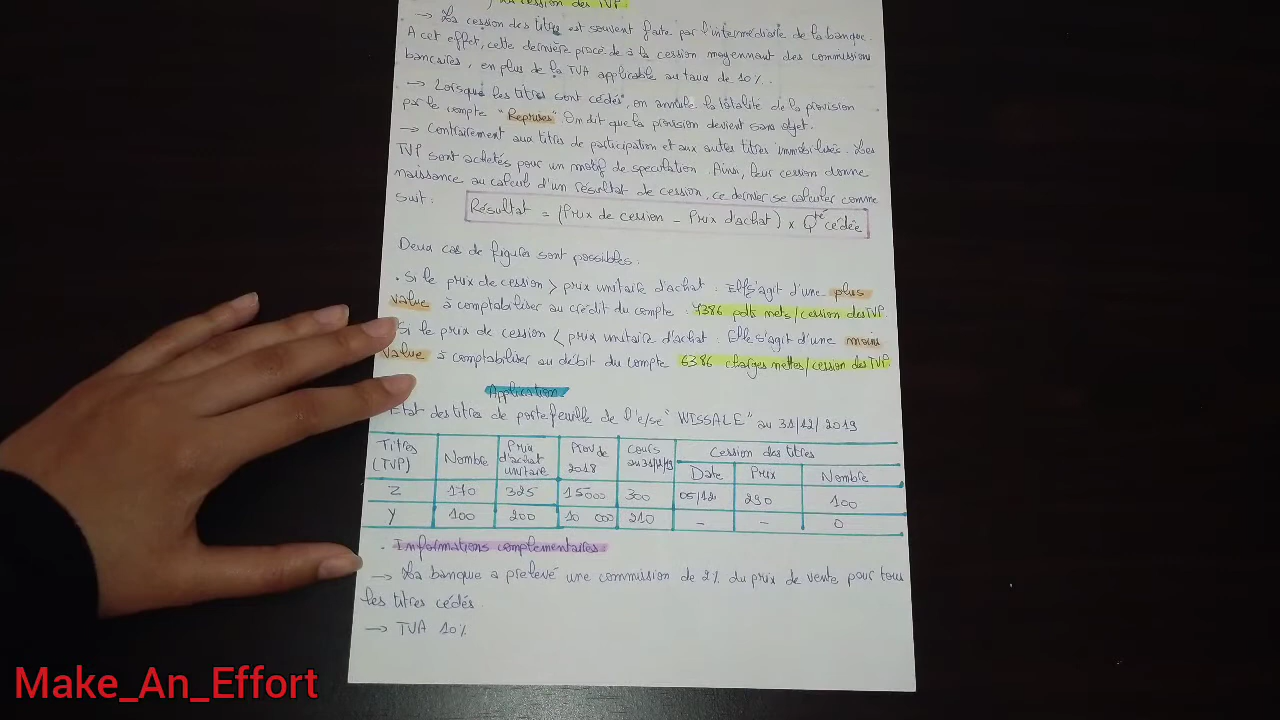 cession des TVP.
→ La cession des titres est souvent faite par l'intermédiaire de la banque.
A cet effet, cette dernière procède à la cession moyennant des commissions
bancaires, en plus de la TVA applicable au taux de 10%.
→ Lorsque les titres sont cédés, on annule la totalité de la provision
par le compte "Reprises" On dit que la provision devient sans objet.
→ Contrairement aux titres de participation et aux autres titres immobilisés. Les
TVP sont achetés pour un motif de speculation. Ainsi, leur cession donne
naissance au calcul d'un résultat de cession, ce dernier se calculer comme
suit: Résultat = (Prix de cession - Prix d'achat) x Qté cédée
Deux cas de figures sont possibles.
. Si le prix de cession > prix unitaire d'achat : Elle s'agit d'une plus
value à comptabiliser au crédit du compte : 7386 pdts nets/cession des TVP.
Si le prix de cession < prix unitaire d'achat : Elle s'agit d'une moins
value à comptabiliser au débit du compte 6386 charges nettes/cession des TVP.
Application
Etat des titres de portefeuille de l'e/se "WISSALE" au 31/12/2019
Titres (TVP) Nombre Prix d'achat unitaire Prov de 2018 Cours au 31/12/19 Cession des titres
Date Prix Nombre
Z 170 325 15000 300 05/12 290 100
Y 100 200 10 000 210 - - 0
. Informations complementaires:
→ La banque a prelevé une commission de 2% du prix de vente pour tous
les titres cédés.
→ TVA 10%
Make_An_Effort